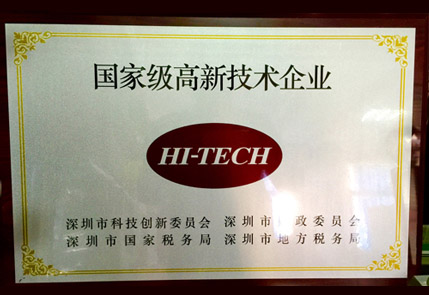 国家级高新技术企业
HI-TECH
深圳市科技创新委员会 深圳市 政委员会
深圳市国家税务局 深圳市地方税务局